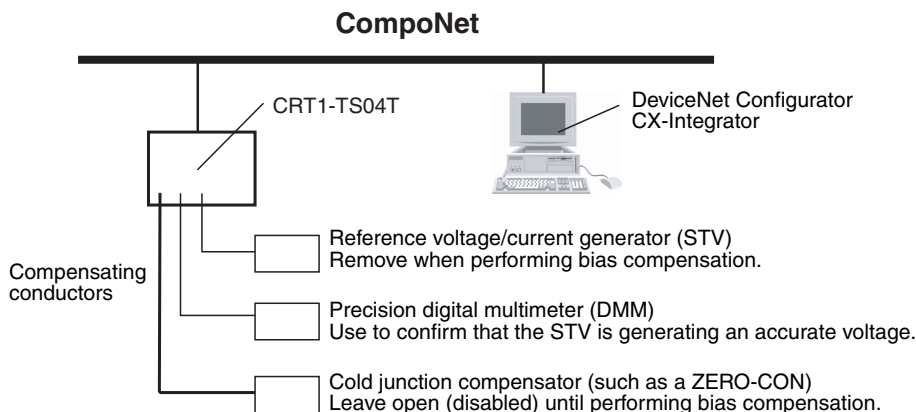 CompoNet
CRT1-TS04T
DeviceNet Configurator
CX-Integrator
Compensating
conductors
Reference voltage/current generator (STV)
Remove when performing bias compensation.
Precision digital multimeter (DMM)
Use to confirm that the STV is generating an accurate voltage.
Cold junction compensator (such as a ZERO-CON)
Leave open (disabled) until performing bias compensation.